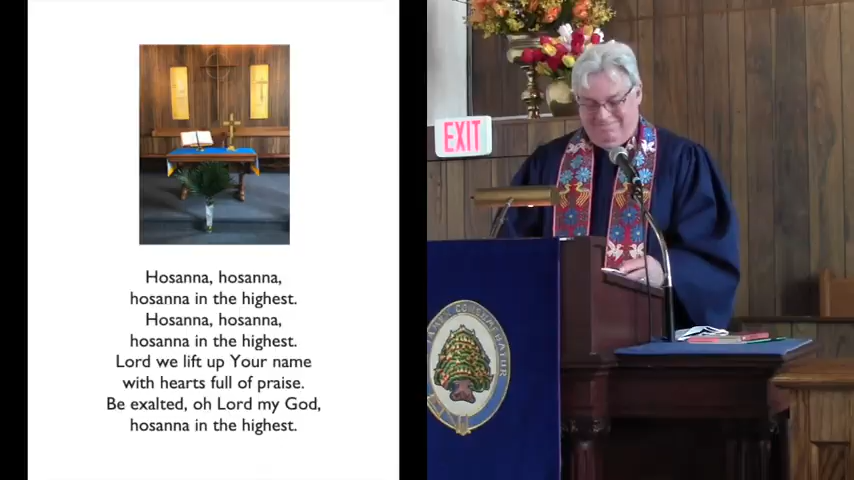 Hosanna, hosanna,
hosanna in the highest.
Hosanna, hosanna,
hosanna in the highest.
Lord we lift up Your name
with hearts full of praise.
Be exalted, oh Lord my God,
hosanna in the highest.
EXIT